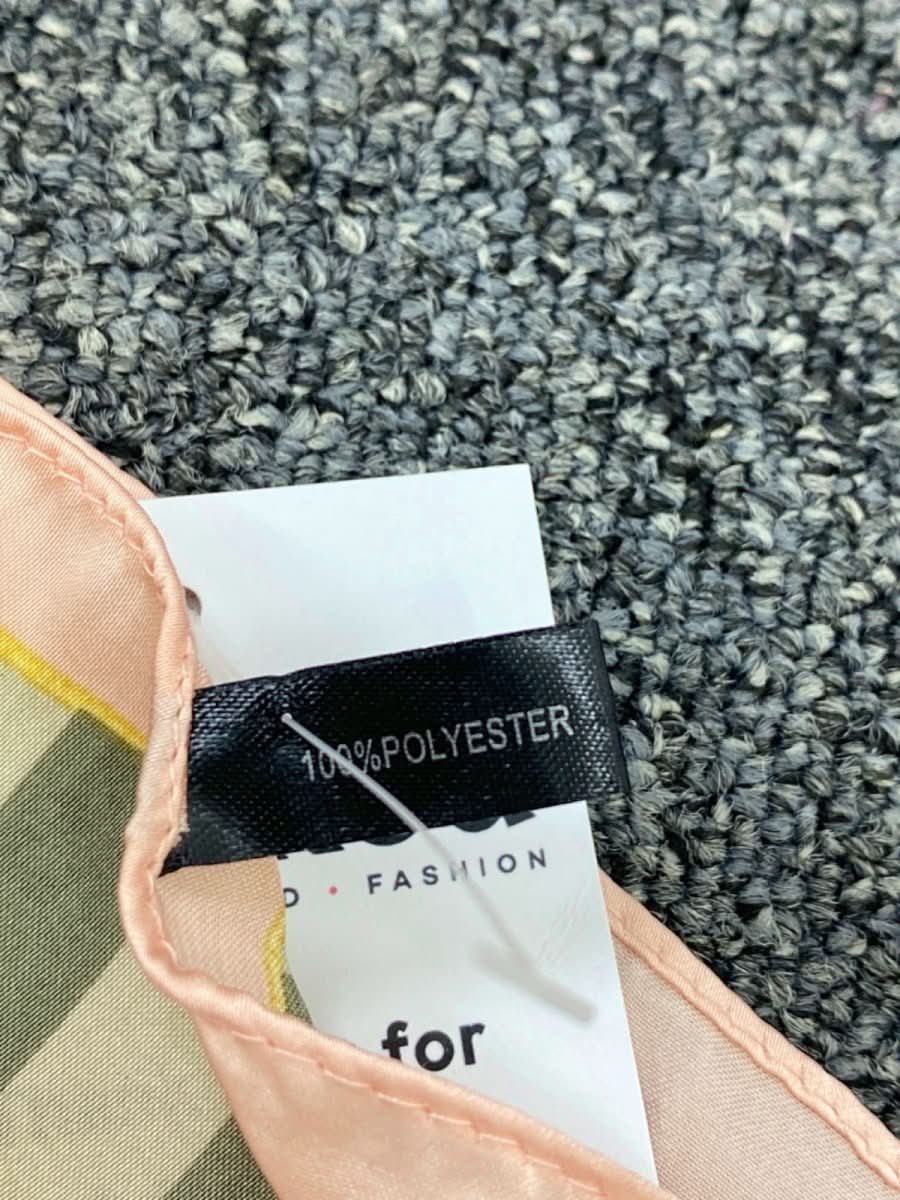 100%POLYESTER
• FASHION
for